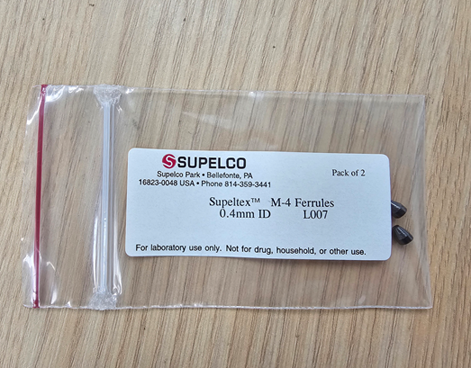 SUPELCO
Supelco Park • Bellefonte, PA
16823-0048 USA • Phone 814-359-3441
Pack of 2
Supeltex™ M-4 Ferrules
0.4mm ID L007
For laboratory use only. Not for drug, household, or other use.